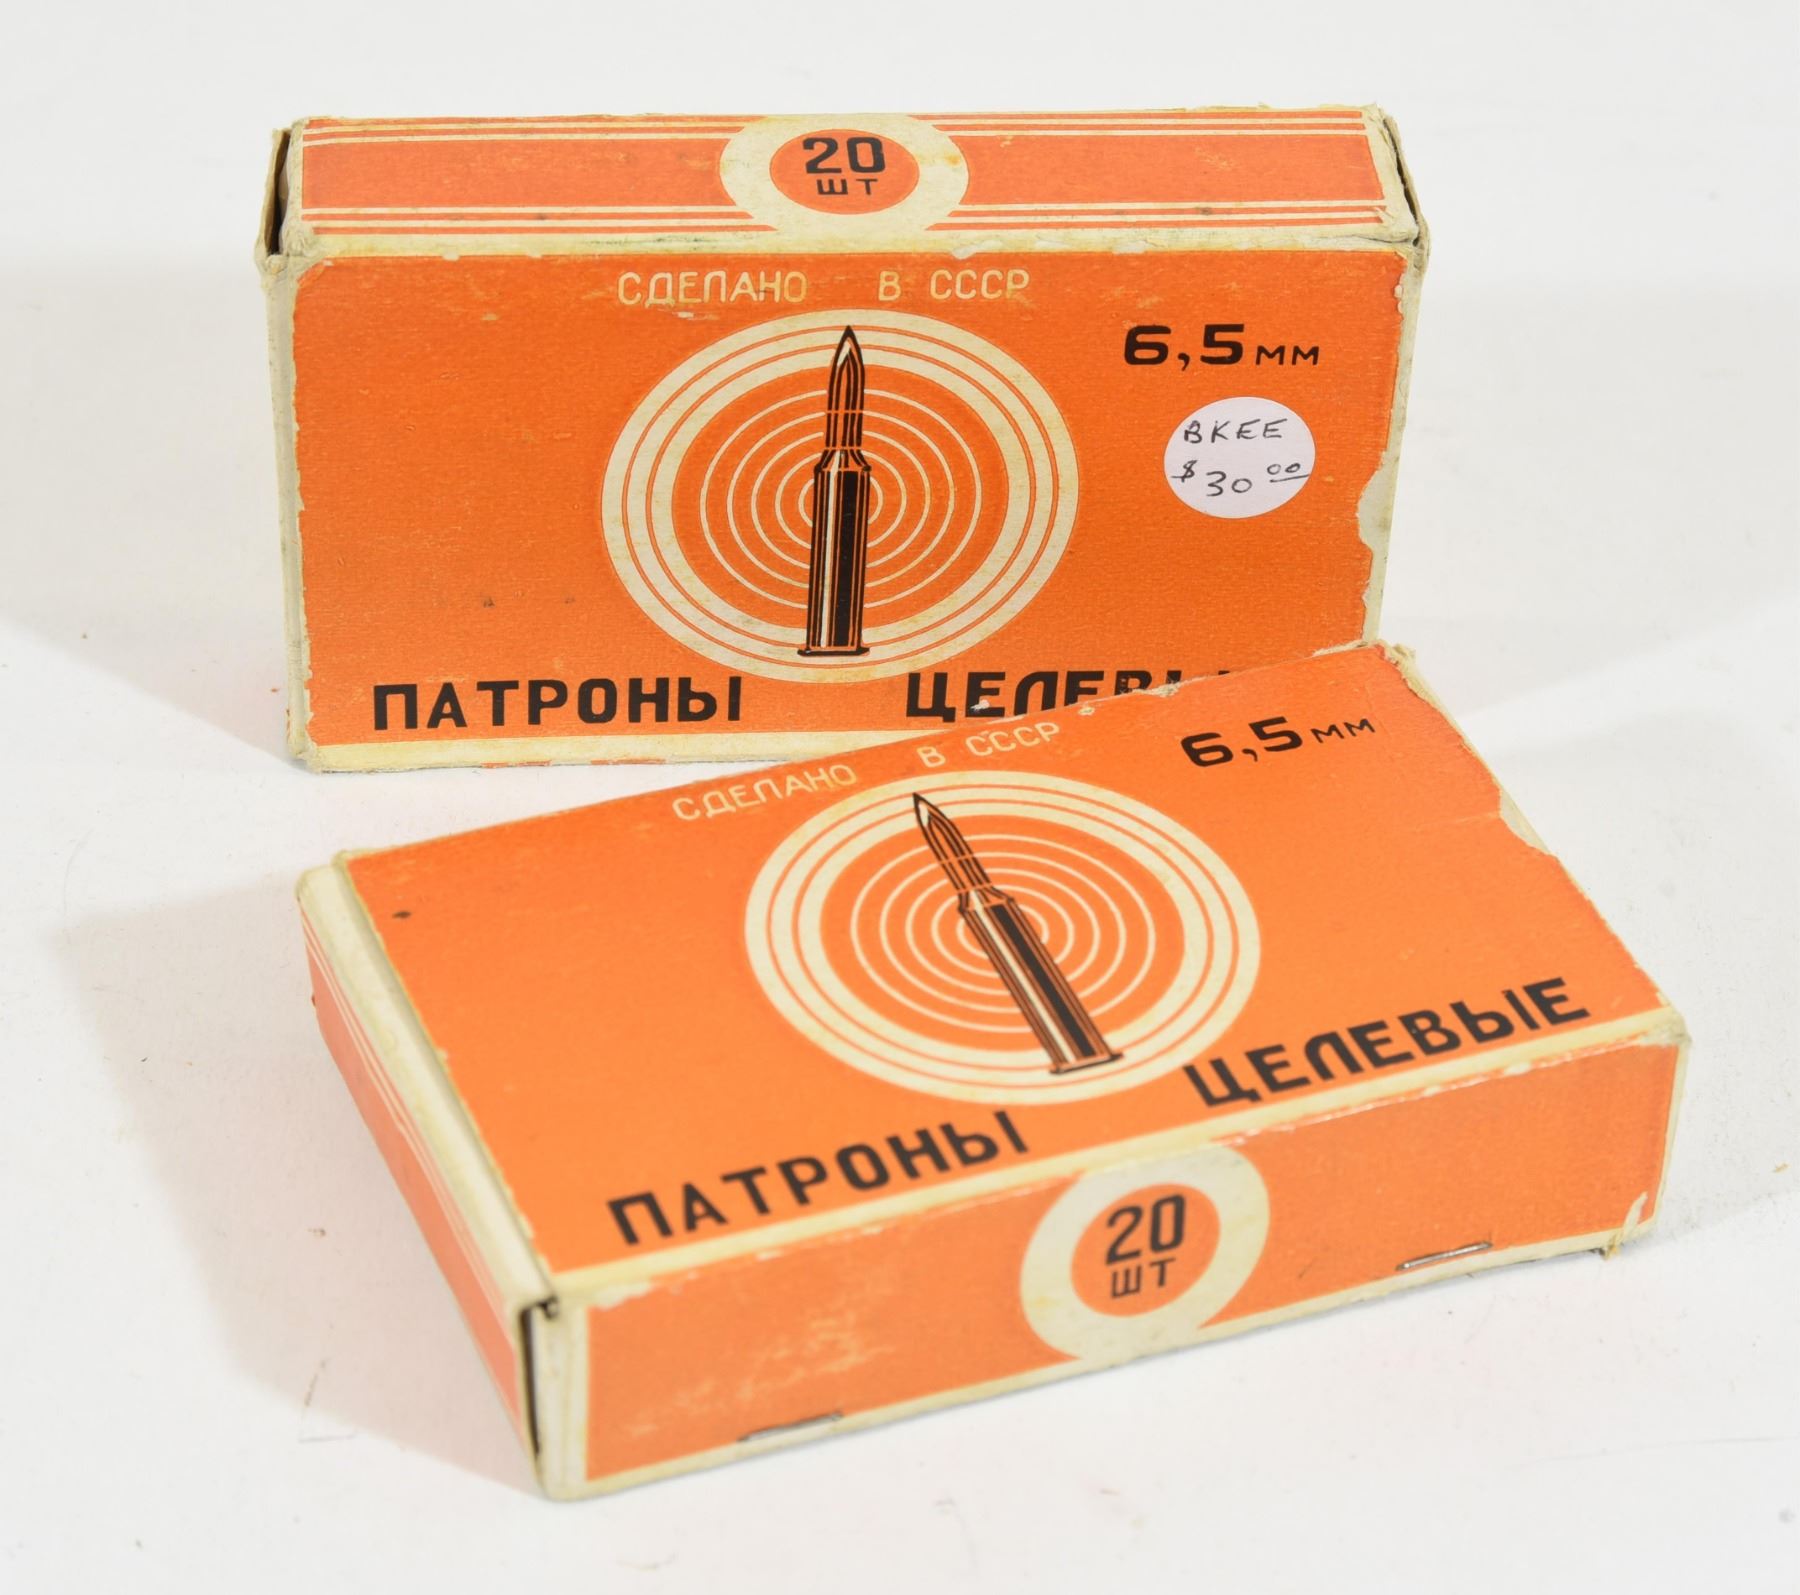 20
ШТ
СДЕЛАНО В СССР
6,5мм
BKEE
$30.00
ПАТРОНЫ
СДЕЛАНО В СССР
6,5мм
ПАТРОНЫ ЦЕЛЕВЫЕ
20
ШТ